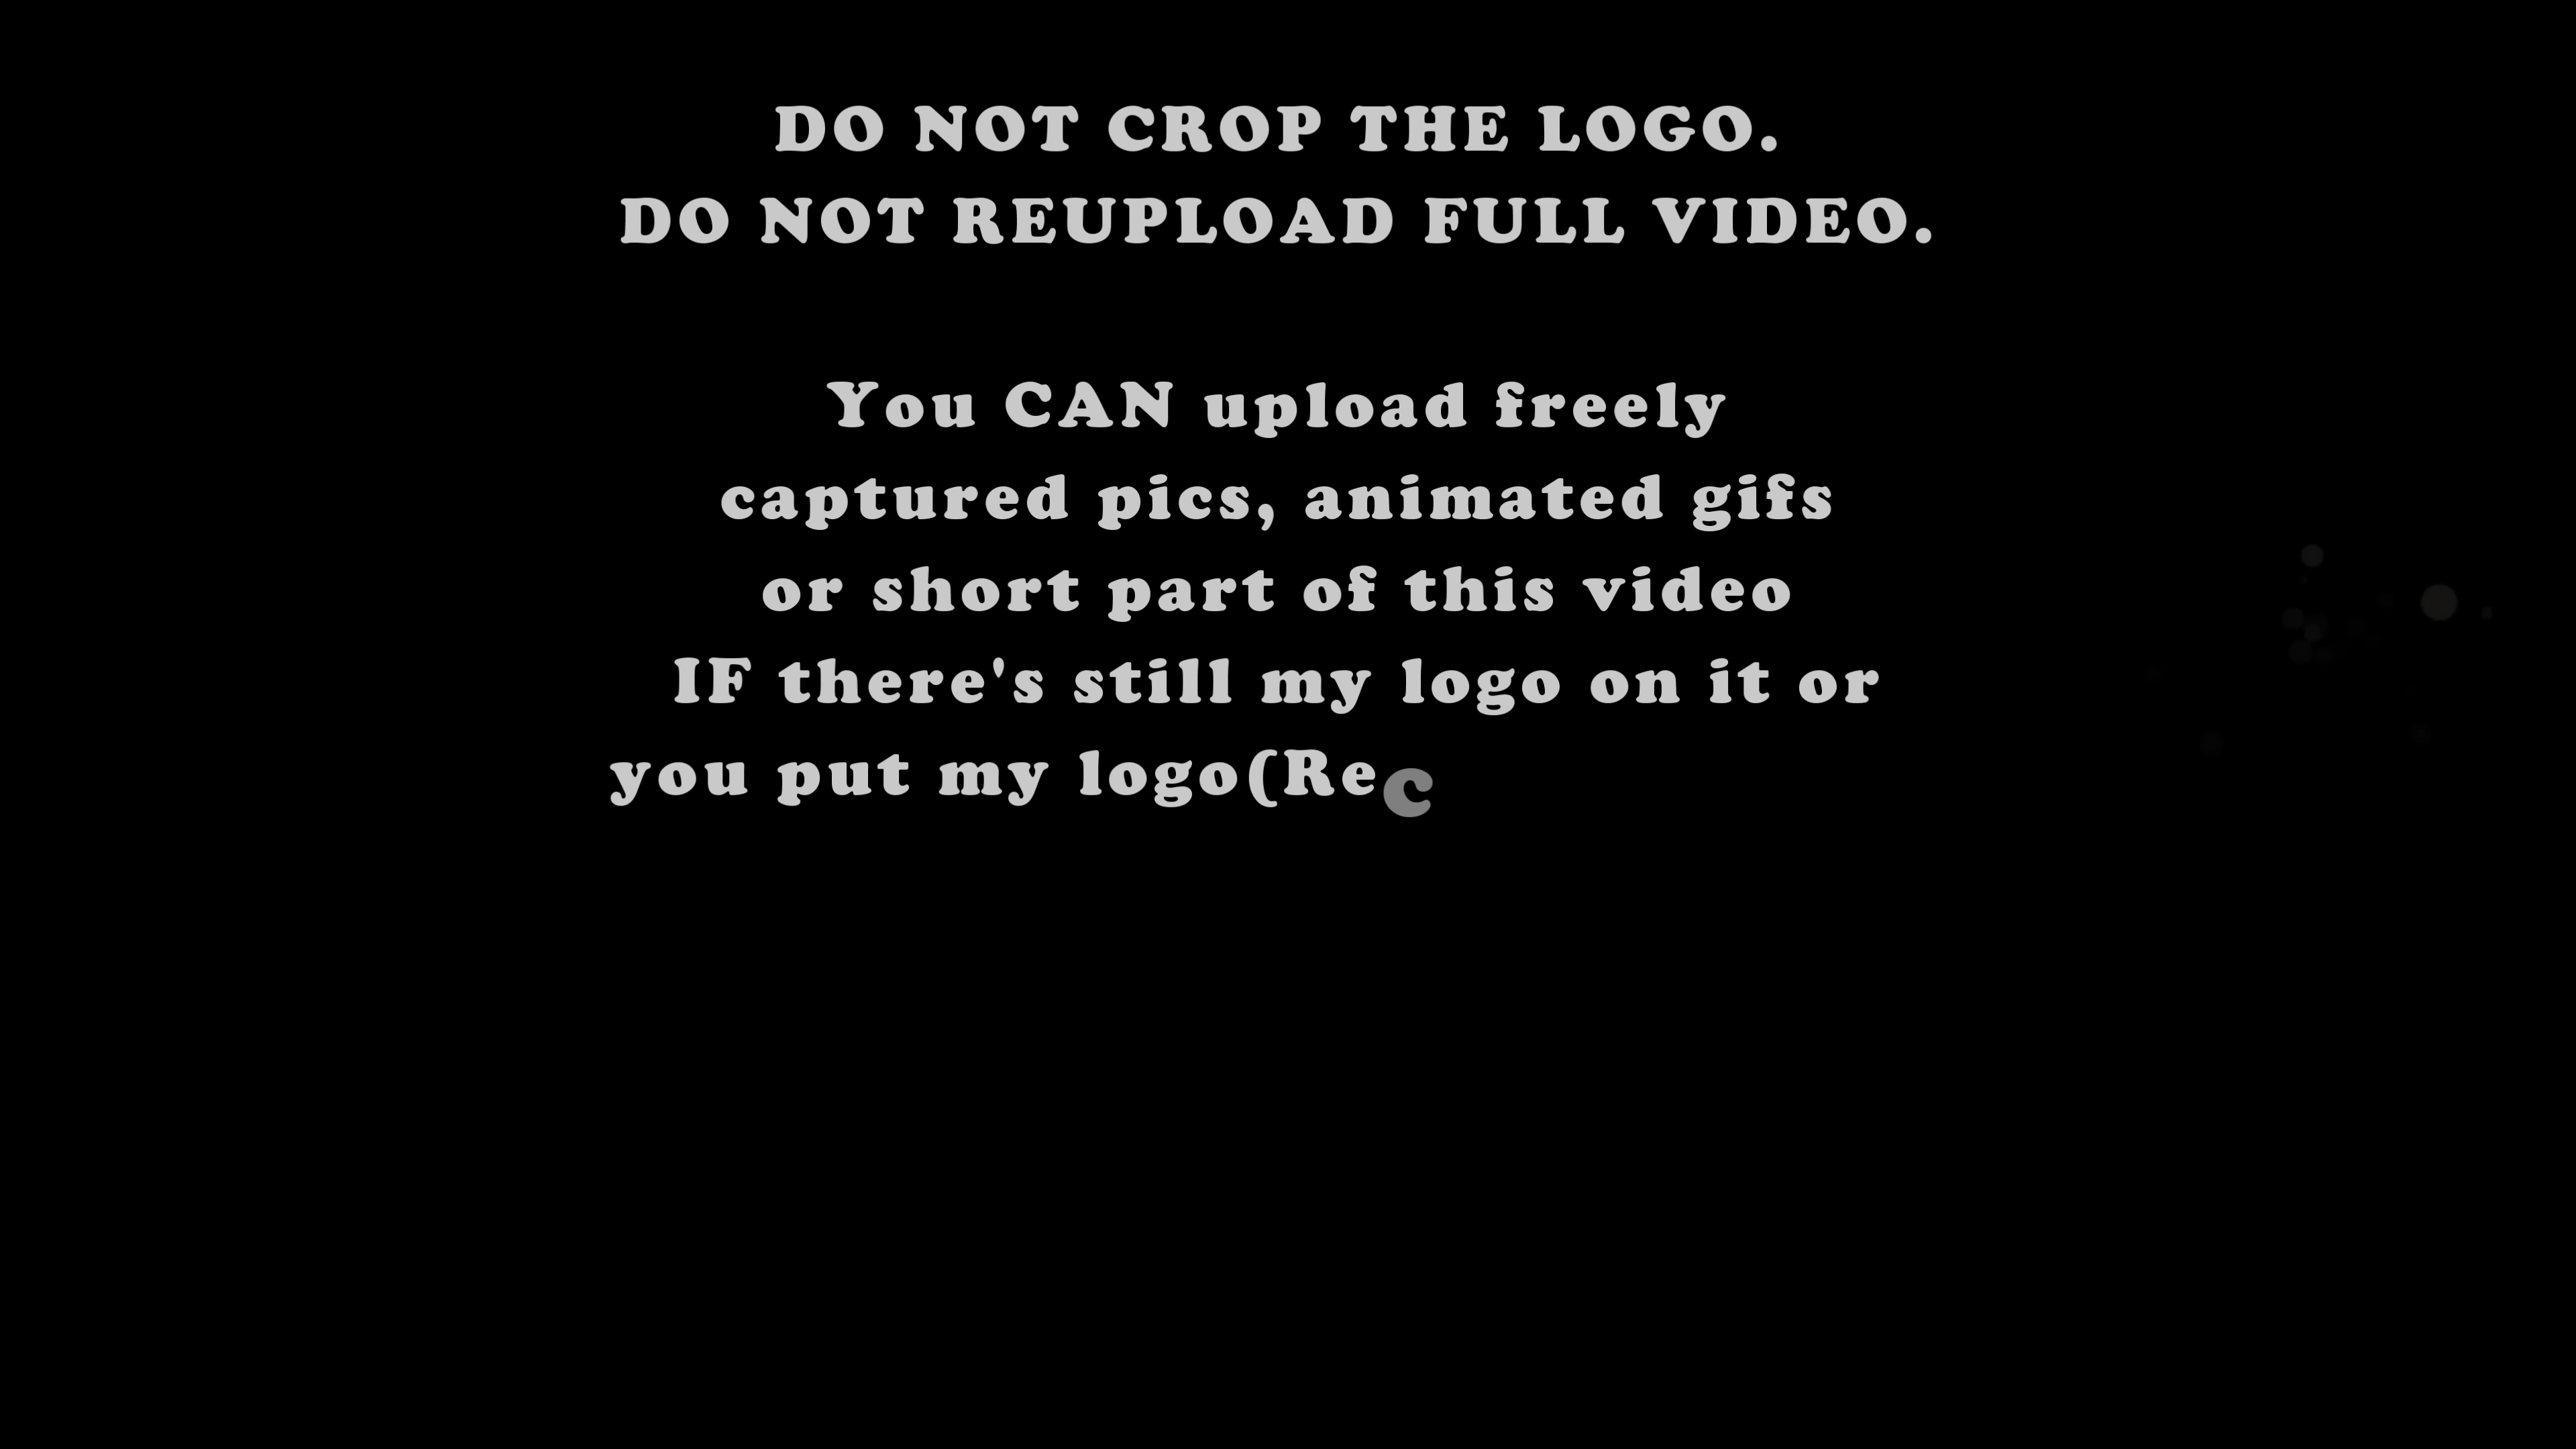 DO NOT CROP THE LOGO.
DO NOT REUPLOAD FULL VIDEO.
You CAN upload freely
captured pics, animated gifs
or short part of this video
IF there's still my logo on it or
you put my logo(Rec